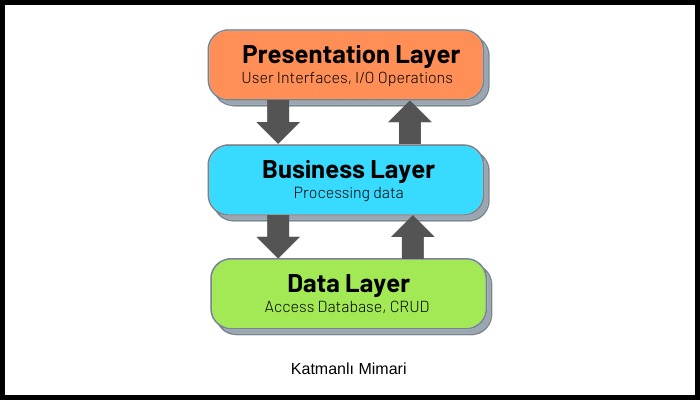 Presentation Layer
User Interfaces, I/O Operations
Business Layer
Processing data
Data Layer
Access Database, CRUD
Katmanlı Mimari